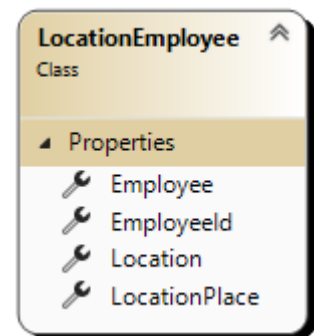 LocationEmployee
Class
Properties
Employee
EmployeeId
Location
LocationPlace